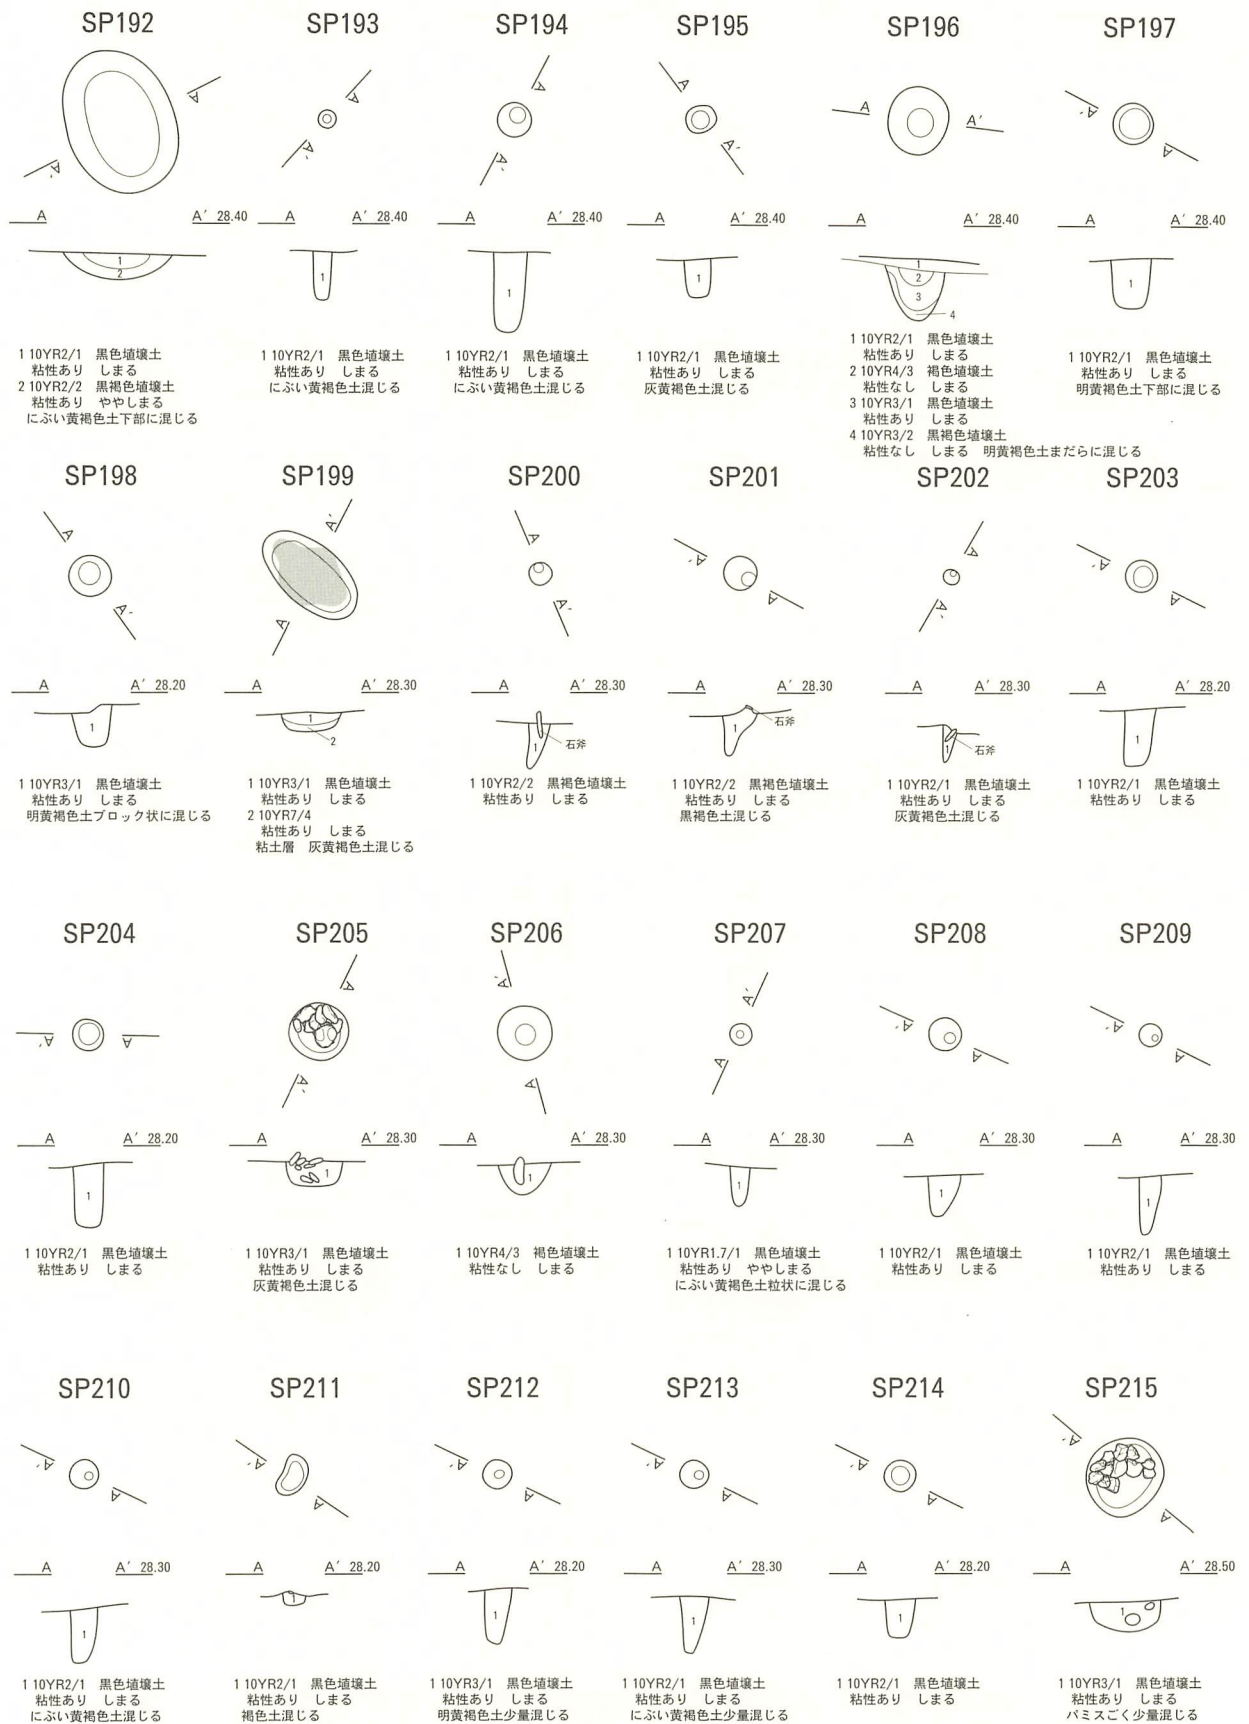 SP192
SP193
SP194
SP195
SP196
SP197
A A'
A A'
A A'
A A'
A A'
A' A
A A' 28.40
A A' 28.40
A A' 28.40
A A' 28.40
A A' 28.40
A A' 28.40
1
2
1
1
1
1
2
3
4
1
1 10YR2/1 黒色埴壌土
粘性あり しまる
2 10YR2/2 黒褐色埴壌土
粘性あり ややしまる
にぶい黄褐色土下部に混じる
1 10YR2/1 黒色埴壌土
粘性あり しまる
にぶい黄褐色土混じる
1 10YR2/1 黒色埴壌土
粘性あり しまる
にぶい黄褐色土混じる
1 10YR2/1 黒色埴壌土
粘性あり しまる
灰黄褐色土混じる
1 10YR2/1 黒色埴壌土
粘性あり しまる
2 10YR4/3 褐色埴壌土
粘性なし しまる
3 10YR3/1 黒色埴壌土
粘性あり しまる
4 10YR3/2 黒褐色埴壌土
粘性なし しまる 明黄褐色土まだらに混じる
1 10YR2/1 黒色埴壌土
粘性あり しまる
明黄褐色土下部に混じる
SP198
SP199
SP200
SP201
SP202
SP203
A A'
A' A
A A'
A' A
A A'
A' A
A A' 28.20
A A' 28.30
A A' 28.30
A A' 28.30
A A' 28.30
A A' 28.20
1
1
2
1 石斧
1 石斧
1 石斧
1
1 10YR3/1 黒色埴壌土
粘性あり しまる
明黄褐色土ブロック状に混じる
1 10YR3/1 黒色埴壌土
粘性あり しまる
2 10YR7/4
粘性あり しまる
粘土層 灰黄褐色土混じる
1 10YR2/2 黒褐色埴壌土
粘性あり しまる
1 10YR2/2 黒褐色埴壌土
粘性あり しまる
黒褐色土混じる
1 10YR2/1 黒色埴壌土
粘性あり しまる
灰黄褐色土混じる
1 10YR2/1 黒色埴壌土
粘性あり しまる
SP204
SP205
SP206
SP207
SP208
SP209
A' A
A A'
A' A
A' A
A' A
A' A
A A' 28.20
A A' 28.30
A A' 28.30
A A' 28.30
A A' 28.30
A A' 28.30
1
1
1
1
1
1
1 10YR2/1 黒色埴壌土
粘性あり しまる
1 10YR3/1 黒色埴壌土
粘性あり しまる
灰黄褐色土混じる
1 10YR4/3 褐色埴壌土
粘性なし しまる
1 10YR1.7/1 黒色埴壌土
粘性あり ややしまる
にぶい黄褐色土粒状に混じる
1 10YR2/1 黒色埴壌土
粘性あり しまる
1 10YR2/1 黒色埴壌土
粘性あり しまる
SP210
SP211
SP212
SP213
SP214
SP215
A' A
A' A
A' A
A' A
A' A
A' A
A A' 28.30
A A' 28.20
A A' 28.20
A A' 28.30
A A' 28.20
A A' 28.50
1
1
1
1
1
1
1 10YR2/1 黒色埴壌土
粘性あり しまる
にぶい黄褐色土混じる
1 10YR2/1 黒色埴壌土
粘性あり しまる
褐色土混じる
1 10YR3/1 黒色埴壌土
粘性あり しまる
明黄褐色土少量混じる
1 10YR2/1 黒色埴壌土
粘性あり しまる
にぶい黄褐色土少量混じる
1 10YR2/1 黒色埴壌土
粘性あり しまる
1 10YR3/1 黒色埴壌土
粘性あり しまる
パミスごく少量混じる